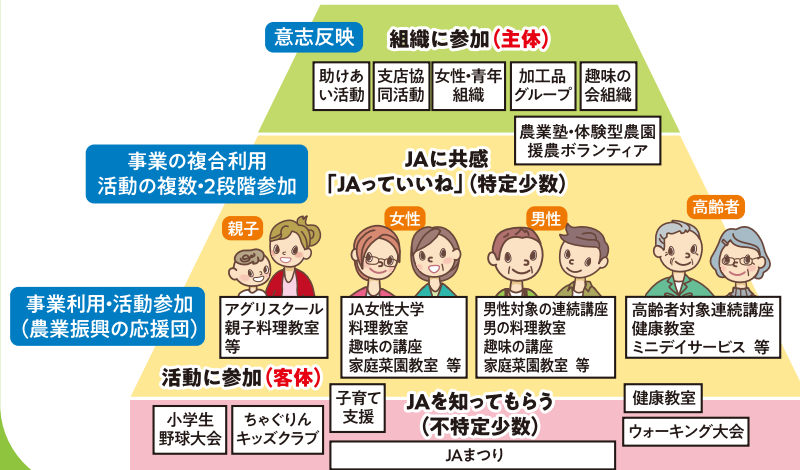 意志反映
組織に参加（主体）
助けあ
い活動
支店協
同活動
女性・青年
組織
加工品
グループ
趣味の
会組織
農業塾・体験型農園
援農ボランティア
事業の複合利用
活動の複数・2段階参加
JAに共感
「JAっていいね」（特定少数）
親子
女性
男性
高齢者
事業利用・活動参加
（農業振興の応援団）
アグリスクール
親子料理教室
等
JA女性大学
料理教室
趣味の講座
家庭菜園教室 等
男性対象の連続講座
男の料理教室
趣味の講座
家庭菜園教室 等
高齢者対象連続講座
健康教室
ミニデイサービス 等
活動に参加（客体）
子育て
支援
JAを知ってもらう
（不特定少数）
健康教室
小学生
野球大会
ちゃぐりん
キッズクラブ
ウォーキング大会
JAまつり